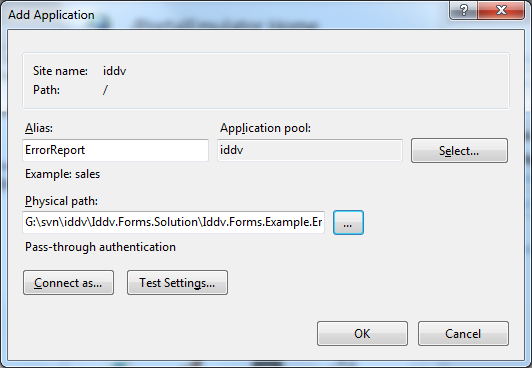 Add Application
Site name: iddv
Path: /
Alias:
Application pool:
ErrorReport
iddv
Select...
Example: sales
Physical path:
G:\svn\iddv\Iddv.Forms.Solution\Iddv.Forms.Example.Er
...
Pass-through authentication
Connect as...
Test Settings...
OK
Cancel